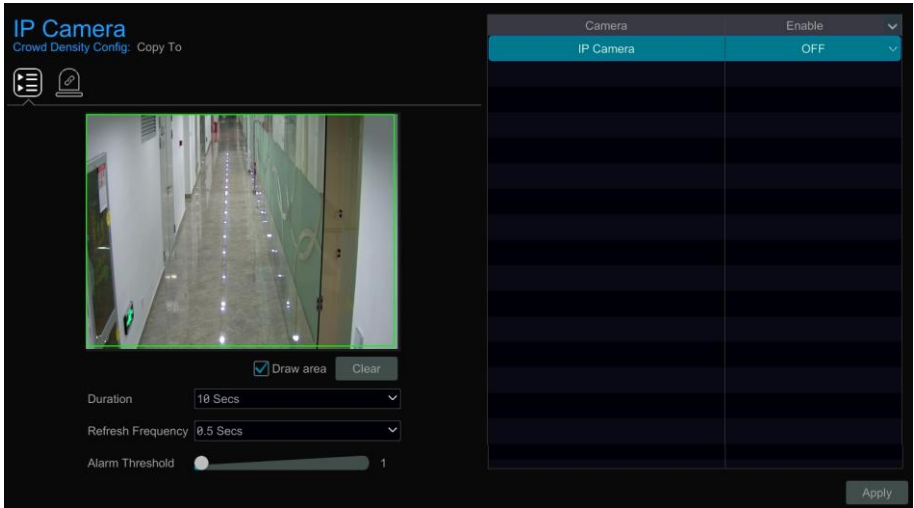 IP Camera
Crowd Density Config: Copy To
Draw area
Clear
Duration
10 Secs
Refresh Frequency
0.5 Secs
Alarm Threshold
1
Camera
Enable
IP Camera
OFF
Apply